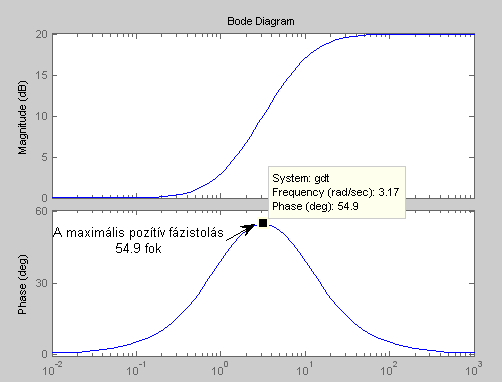 Bode Diagram
Magnitude (dB)
20
15
10
5
0
System: gdt
Frequency (rad/sec): 3.17
Phase (deg): 54.9
Phase (deg)
60
30
0
A maximális pozitív fázistolás
54.9 fok
10^-2
10^-1
10^0
10^1
10^2
10^3